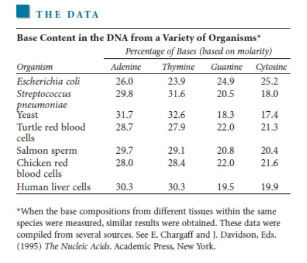 THE DATA
Base Content in the DNA from a Variety of Organisms*
Percentage of Bases (based on molarity)
Organism Adenine Thymine Guanine Cytosine
Escherichia coli 26.0 23.9 24.9 25.2
Streptococcus 29.8 31.6 20.5 18.0
pneumoniae
Yeast 31.7 32.6 18.3 17.4
Turtle red blood 28.7 27.9 22.0 21.3
cells
Salmon sperm 29.7 29.1 20.8 20.4
Chicken red 28.0 28.4 22.0 21.6
blood cells
Human liver cells 30.3 30.3 19.5 19.9
*When the base compositions from different tissues within the same
species were measured, similar results were obtained. These data were
compiled from several sources. See E. Chargaff and J. Davidson, Eds.
(1995) The Nucleic Acids. Academic Press, New York.